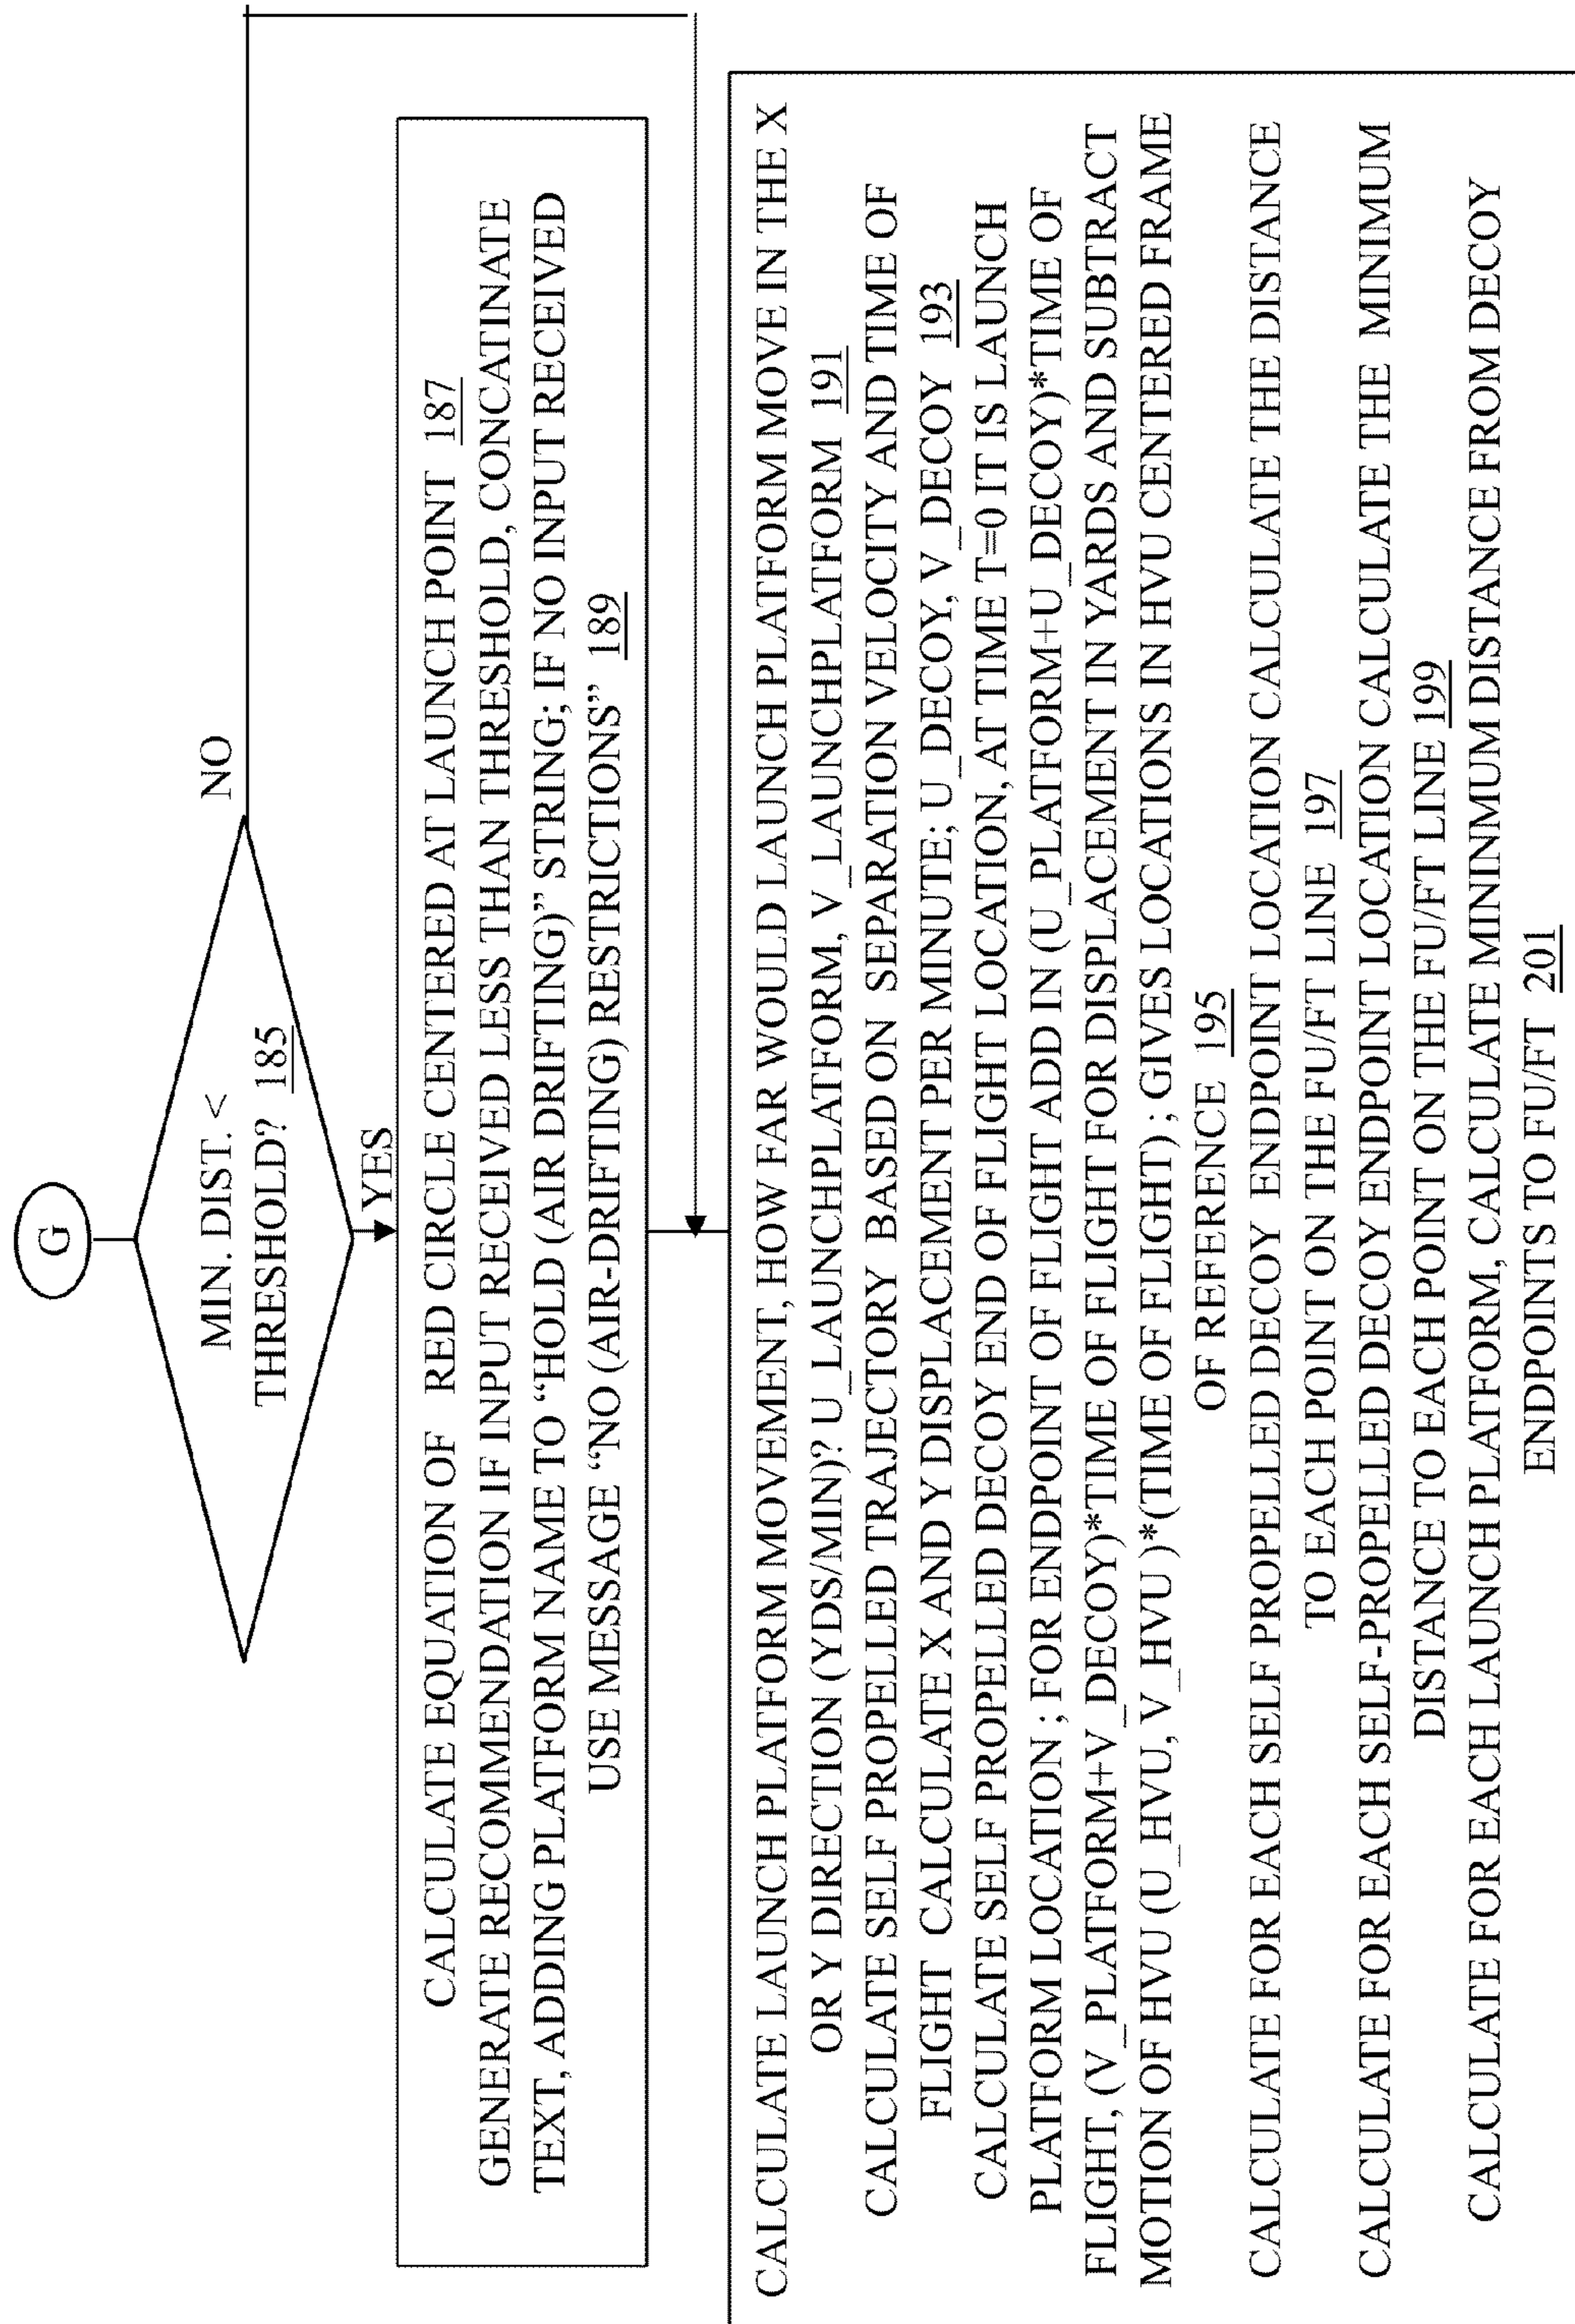 G
MIN. DIST. <
THRESHOLD? 185
NO
YES
CALCULATE EQUATION OF RED CIRCLE CENTERED AT LAUNCH POINT 187
GENERATE RECOMMENDATION IF INPUT RECEIVED LESS THAN THRESHOLD, CONCATINATE
TEXT, ADDING PLATFORM NAME TO “HOLD (AIR DRIFTING)” STRING; IF NO INPUT RECEIVED
USE MESSAGE “NO (AIR-DRIFTING) RESTRICTIONS” 189
CALCULATE LAUNCH PLATFORM MOVEMENT, HOW FAR WOULD LAUNCH PLATFORM MOVE IN THE X
OR Y DIRECTION (YDS/MIN)? U_LAUNCHPLATFORM, V_LAUNCHPLATFORM 191
CALCULATE SELF PROPELLED TRAJECTORY BASED ON SEPARATION VELOCITY AND TIME OF
FLIGHT CALCULATE X AND Y DISPLACEMENT PER MINUTE; U_DECOY, V_DECOY 193
CALCULATE SELF PROPELLED DECOY END OF FLIGHT LOCATION, AT TIME T=0 IT IS LAUNCH
PLATFORM LOCATION ; FOR ENDPOINT OF FLIGHT ADD IN (U_PLATFORM+U_DECOY)*TIME OF
FLIGHT, (V_PLATFORM+V_DECOY)*TIME OF FLIGHT FOR DISPLACEMENT IN YARDS AND SUBTRACT
MOTION OF HVU (U_HVU, V_HVU )*(TIME OF FLIGHT) ; GIVES LOCATIONS IN HVU CENTERED FRAME
OF REFERENCE 195
CALCULATE FOR EACH SELF PROPELLED DECOY ENDPOINT LOCATION CALCULATE THE DISTANCE
TO EACH POINT ON THE FU/FT LINE 197
CALCULATE FOR EACH SELF-PROPELLED DECOY ENDPOINT LOCATION CALCULATE THE MINIMUM
DISTANCE TO EACH POINT ON THE FU/FT LINE 199
CALCULATE FOR EACH LAUNCH PLATFORM, CALCULATE MININMUM DISTANCE FROM DECOY
ENDPOINTS TO FU/FT 201